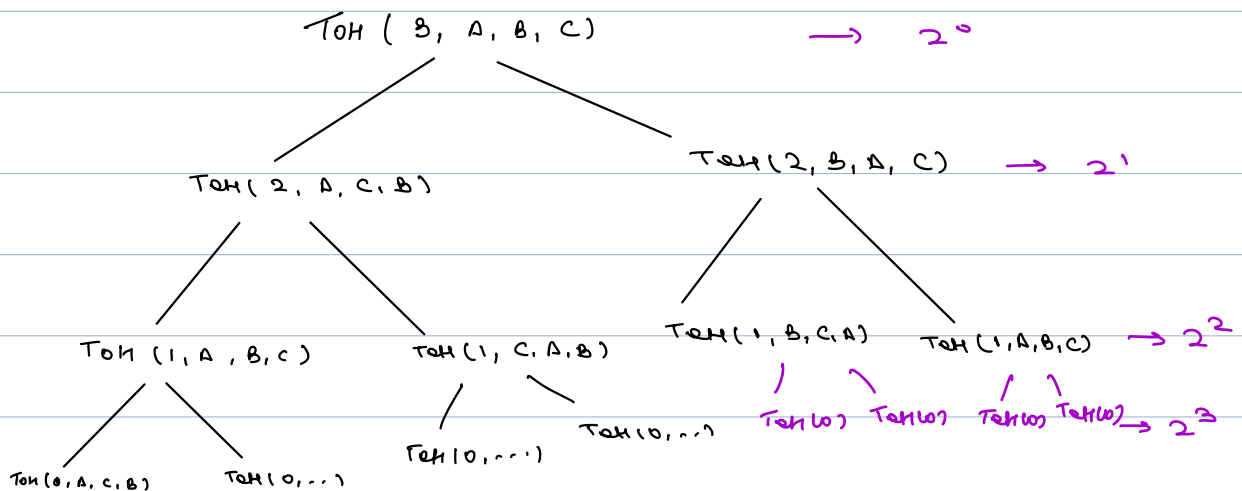 TOH ( 3, A, B, C) → 2⁰
TOH( 2, A, C, B) TOH( 2, B, A, C) → 2¹
TOH (1, A, B, C) TOH (1, C, A, B) TOH( 1, B, C, A) TOH (1, A, B, C) → 2²
TOH(0, A, C, B) TOH(0, ..) TOH(0, ...) TOH(0, ...) TOH(0) TOH(0) TOH(0) TOH(0) → 2³